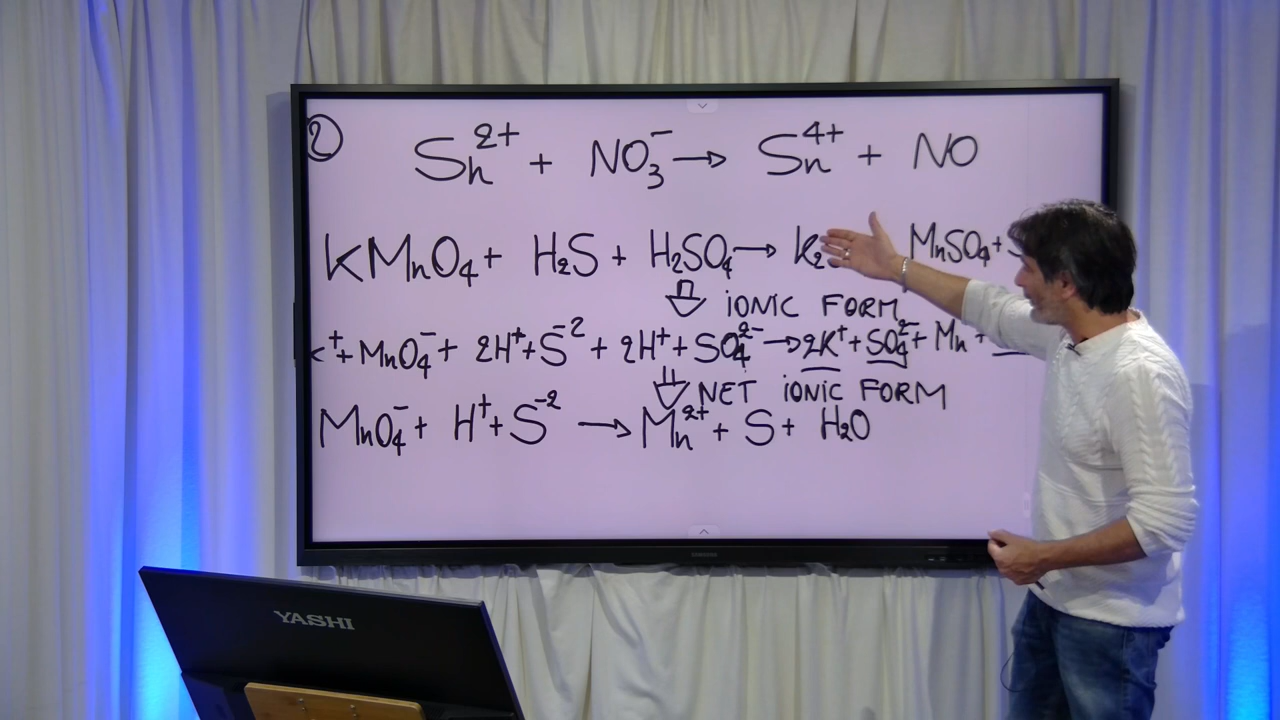 2 Sn²⁺ + NO₃⁻ → Sn⁴⁺ + NO
KMnO₄ + H₂S + H₂SO₄ → K₂ MnSO₄ +
⇓ IONIC FORM
K⁺ + MnO₄⁻ + 2H⁺ + S⁻² + 2H⁺ + SO₄²⁻ → 2K⁺ + SO₄²⁻ + Mn +
⇓ NET IONIC FORM
MnO₄⁻ + H⁺ + S⁻² → Mn²⁺ + S + H₂O
SAMSUNG
YASHI